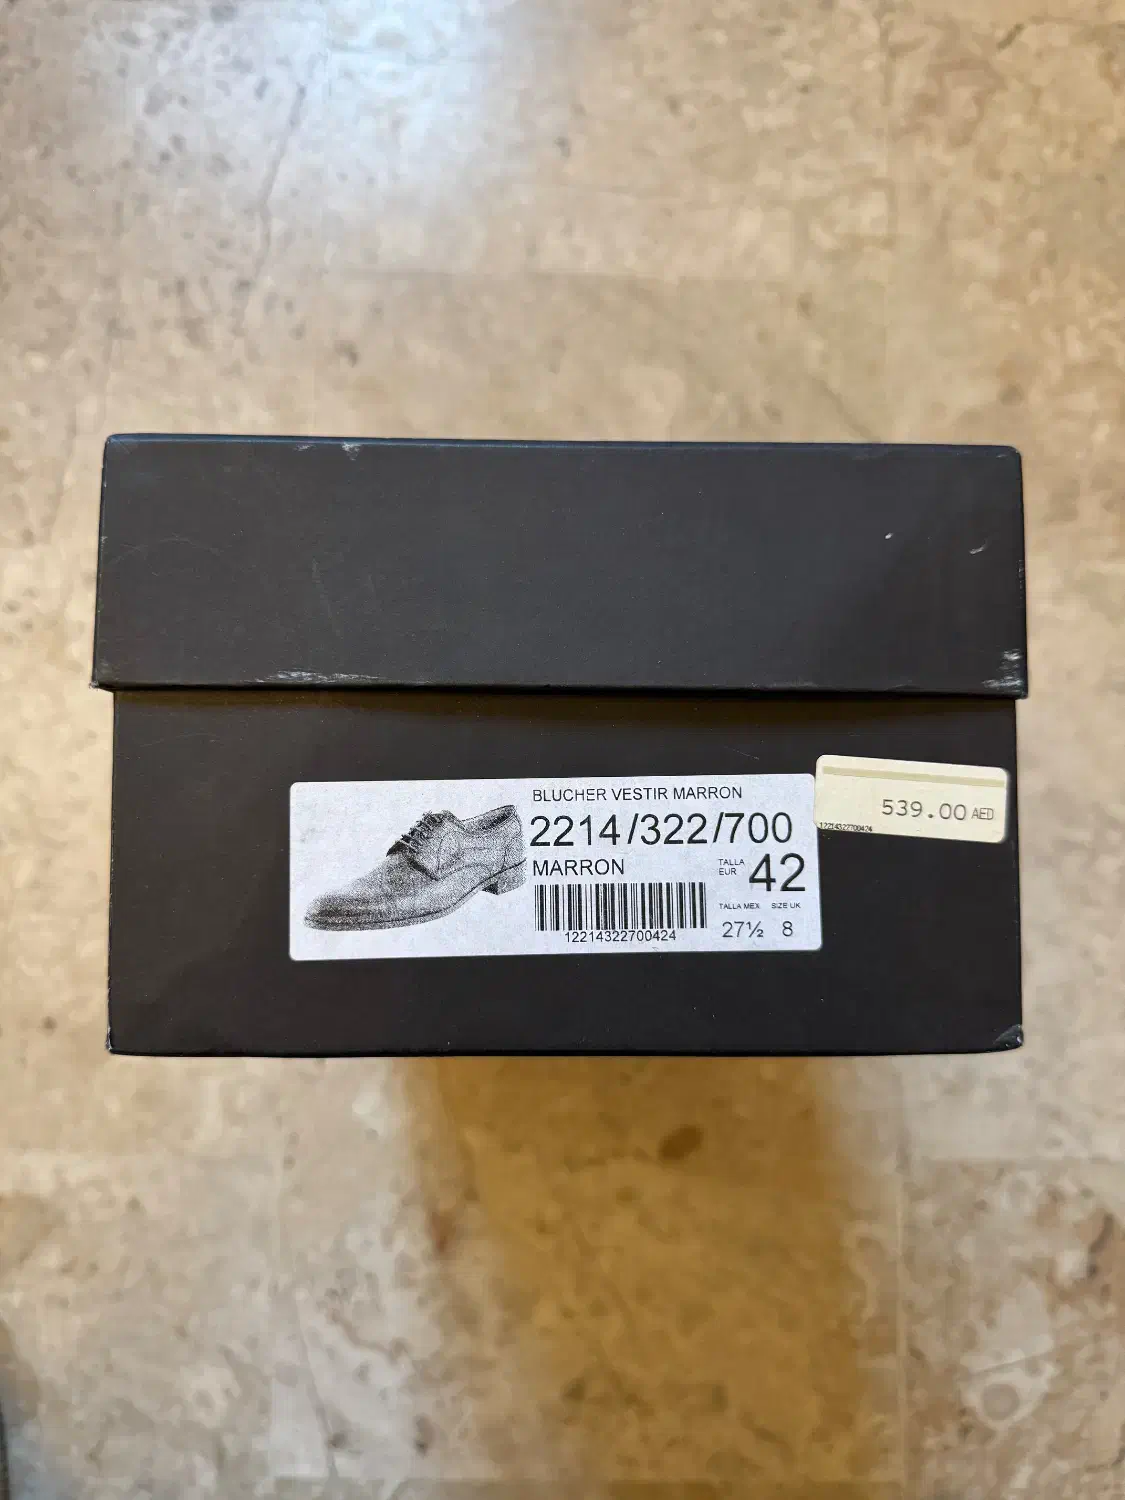 BLUCHER VESTIR MARRON
2214/322/700
MARRON
TALLA
EUR
42
12214322700424
TALLA MEX SIZE UK
27½ 8
539.00 AED
12214322700424